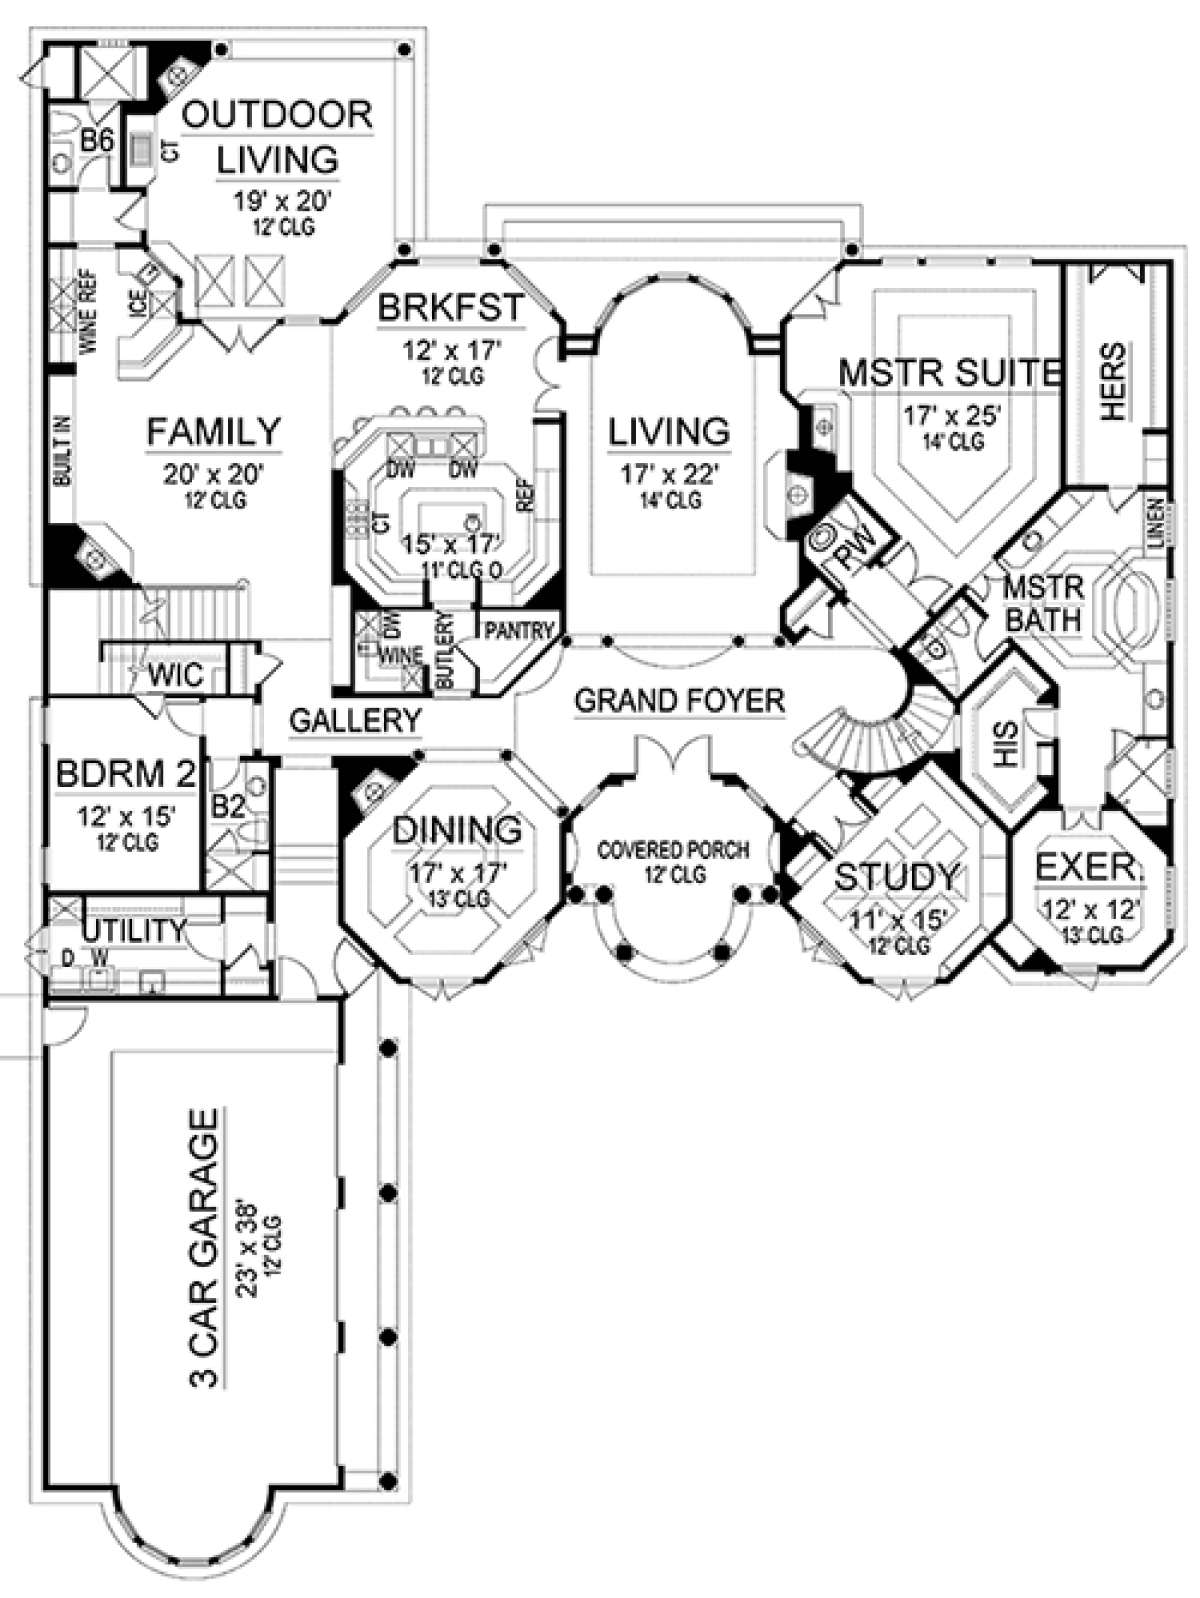 OUTDOOR
LIVING
19' x 20'
12' CLG
B6
CT
WINE REF
ICE
BRKFST
12' x 17'
12' CLG
MSTR SUITE
17' x 25'
14' CLG
HERS
FAMILY
20' x 20'
12' CLG
BUILT IN
LIVING
17' x 22'
14' CLG
DW
DW
REF
CT
15' x 17'
11' CLG O
PW
LINEN
MSTR
BATH
DW
WINE
BUTLERY
PANTRY
WIC
GALLERY
GRAND FOYER
HIS
BDRM 2
12' x 15'
12' CLG
B2
DINING
17' x 17'
13' CLG
COVERED PORCH
12' CLG
STUDY
11' x 15'
12' CLG
EXER.
12' x 12'
13' CLG
UTILITY
D W
3 CAR GARAGE
23' x 38'
12' CLG